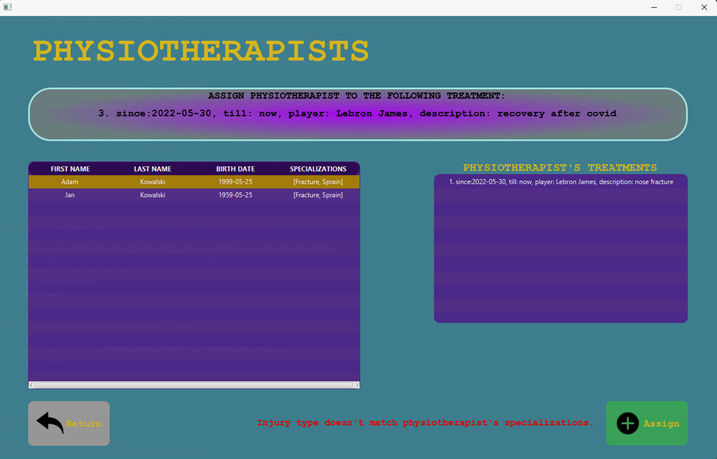 PHYSIOTHERAPISTS
ASSIGN PHYSIOTHERAPIST TO THE FOLLOWING TREATMENT:
3. since:2022-05-30, till: now, player: Lebron James, description: recovery after covid
FIRST NAME LAST NAME BIRTH DATE SPECIALIZATIONS
Adam Kowalski 1999-05-25 [Fracture, Sprain]
Jan Kowalski 1959-05-25 [Fracture, Sprain]
PHYSIOTHERAPIST'S TREATMENTS
1. since:2022-05-30, till: now, player: Lebron James, description: nose fracture
Return
Injury type doesn't match physiotherapist's specializations.
Assign